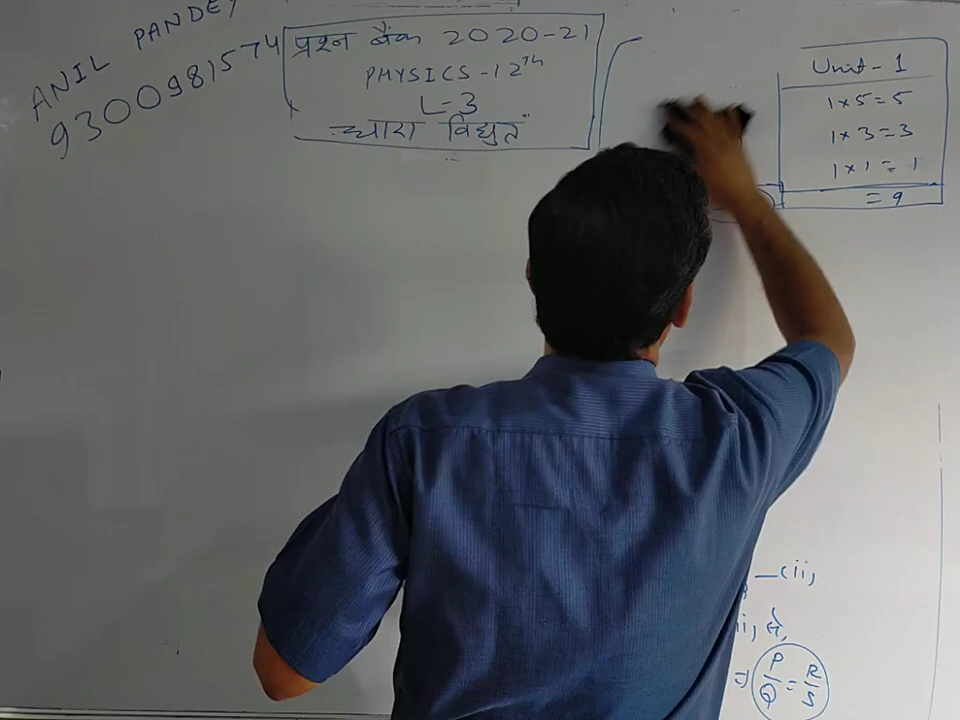 ANIL PANDEY
9300981574
प्रश्न बैंक 2020-21
PHYSICS-12th
L-3
"धारा विद्युत"
Unit-1
1×5=5
1×3=3
1×1=1
=9
—(ii)
ii, से,
⇒ P/Q = R/S